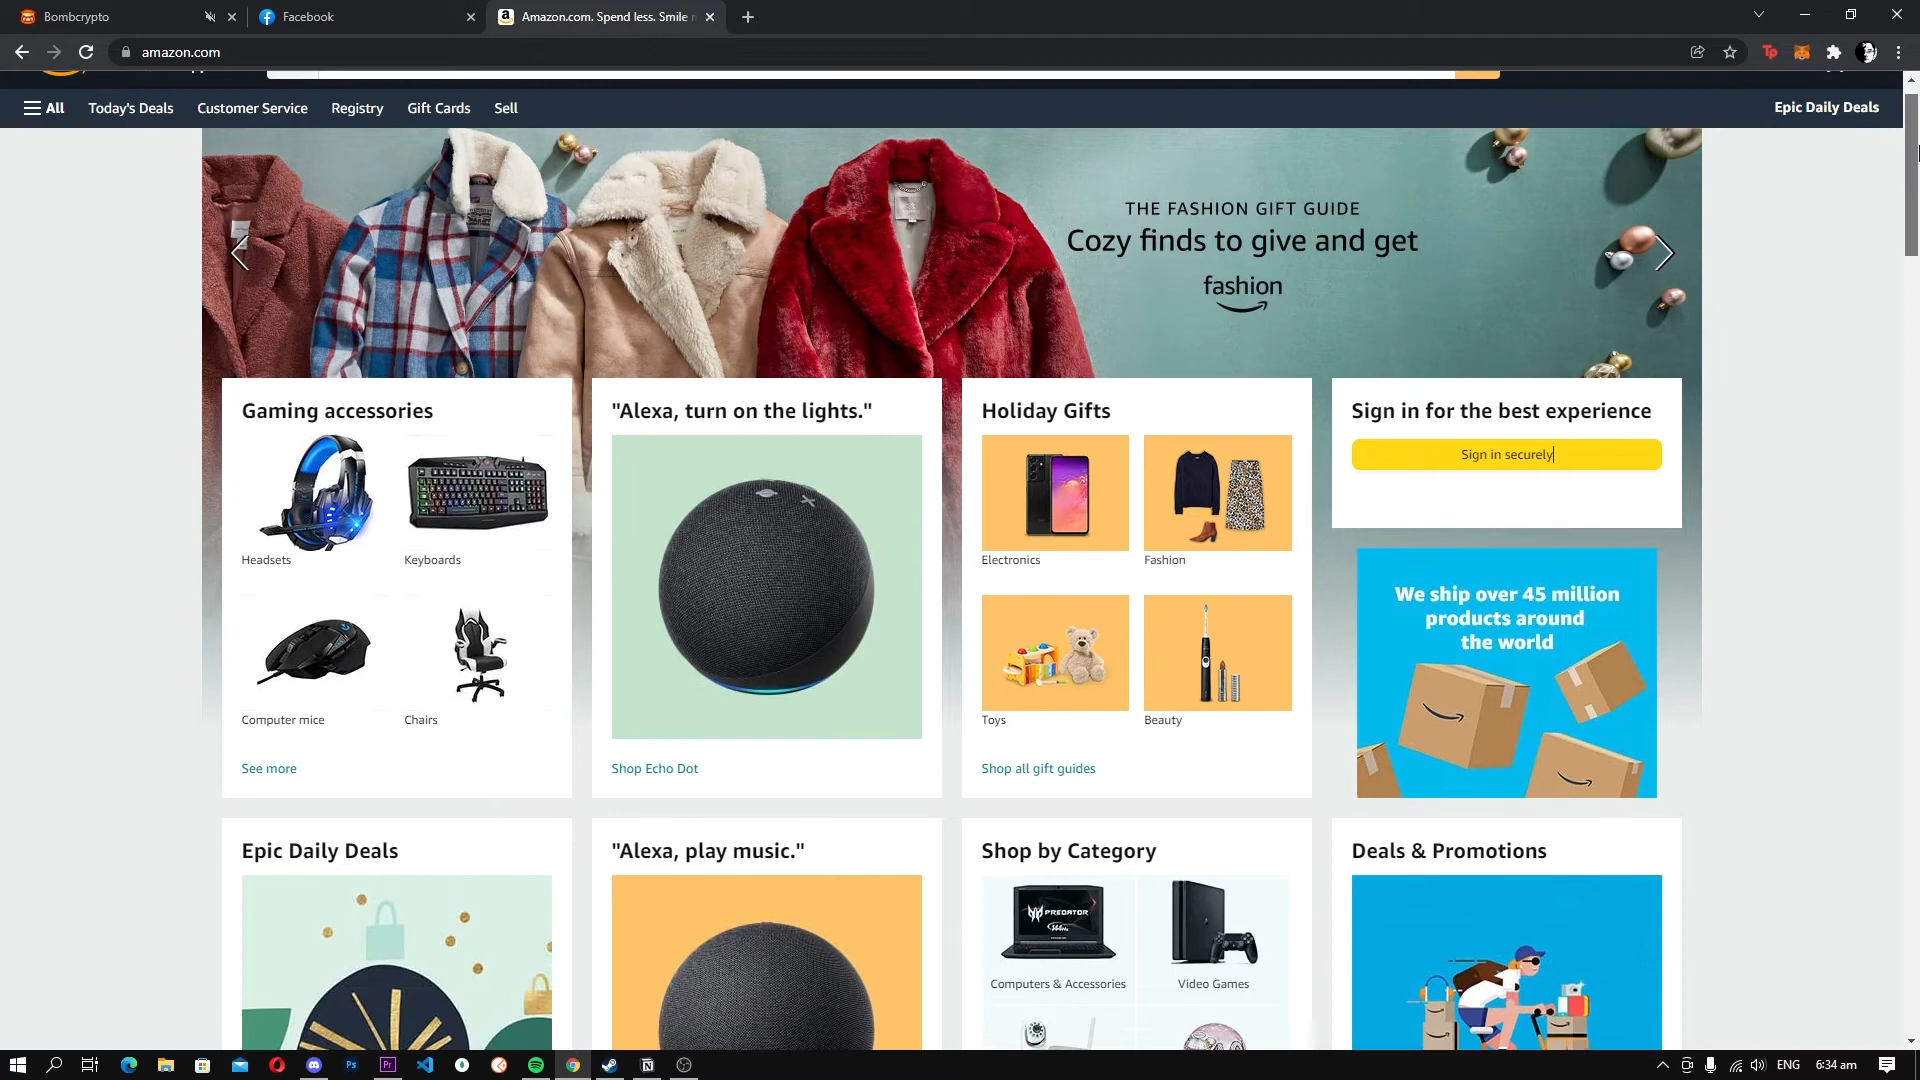 Bombcrypto
Facebook
Amazon.com. Spend less. Smile
amazon.com
All
Today's Deals
Customer Service
Registry
Gift Cards
Sell
Epic Daily Deals
THE FASHION GIFT GUIDE
Cozy finds to give and get
fashion
Gaming accessories
Headsets
Keyboards
Computer mice
Chairs
See more
"Alexa, turn on the lights."
Shop Echo Dot
Holiday Gifts
Electronics
Fashion
Toys
Beauty
Shop all gift guides
Sign in for the best experience
Sign in securely
We ship over 45 million
products around
the world
Epic Daily Deals
"Alexa, play music."
Shop by Category
PREDATOR
Computers & Accessories
Video Games
Deals & Promotions
ENG
6:34 am